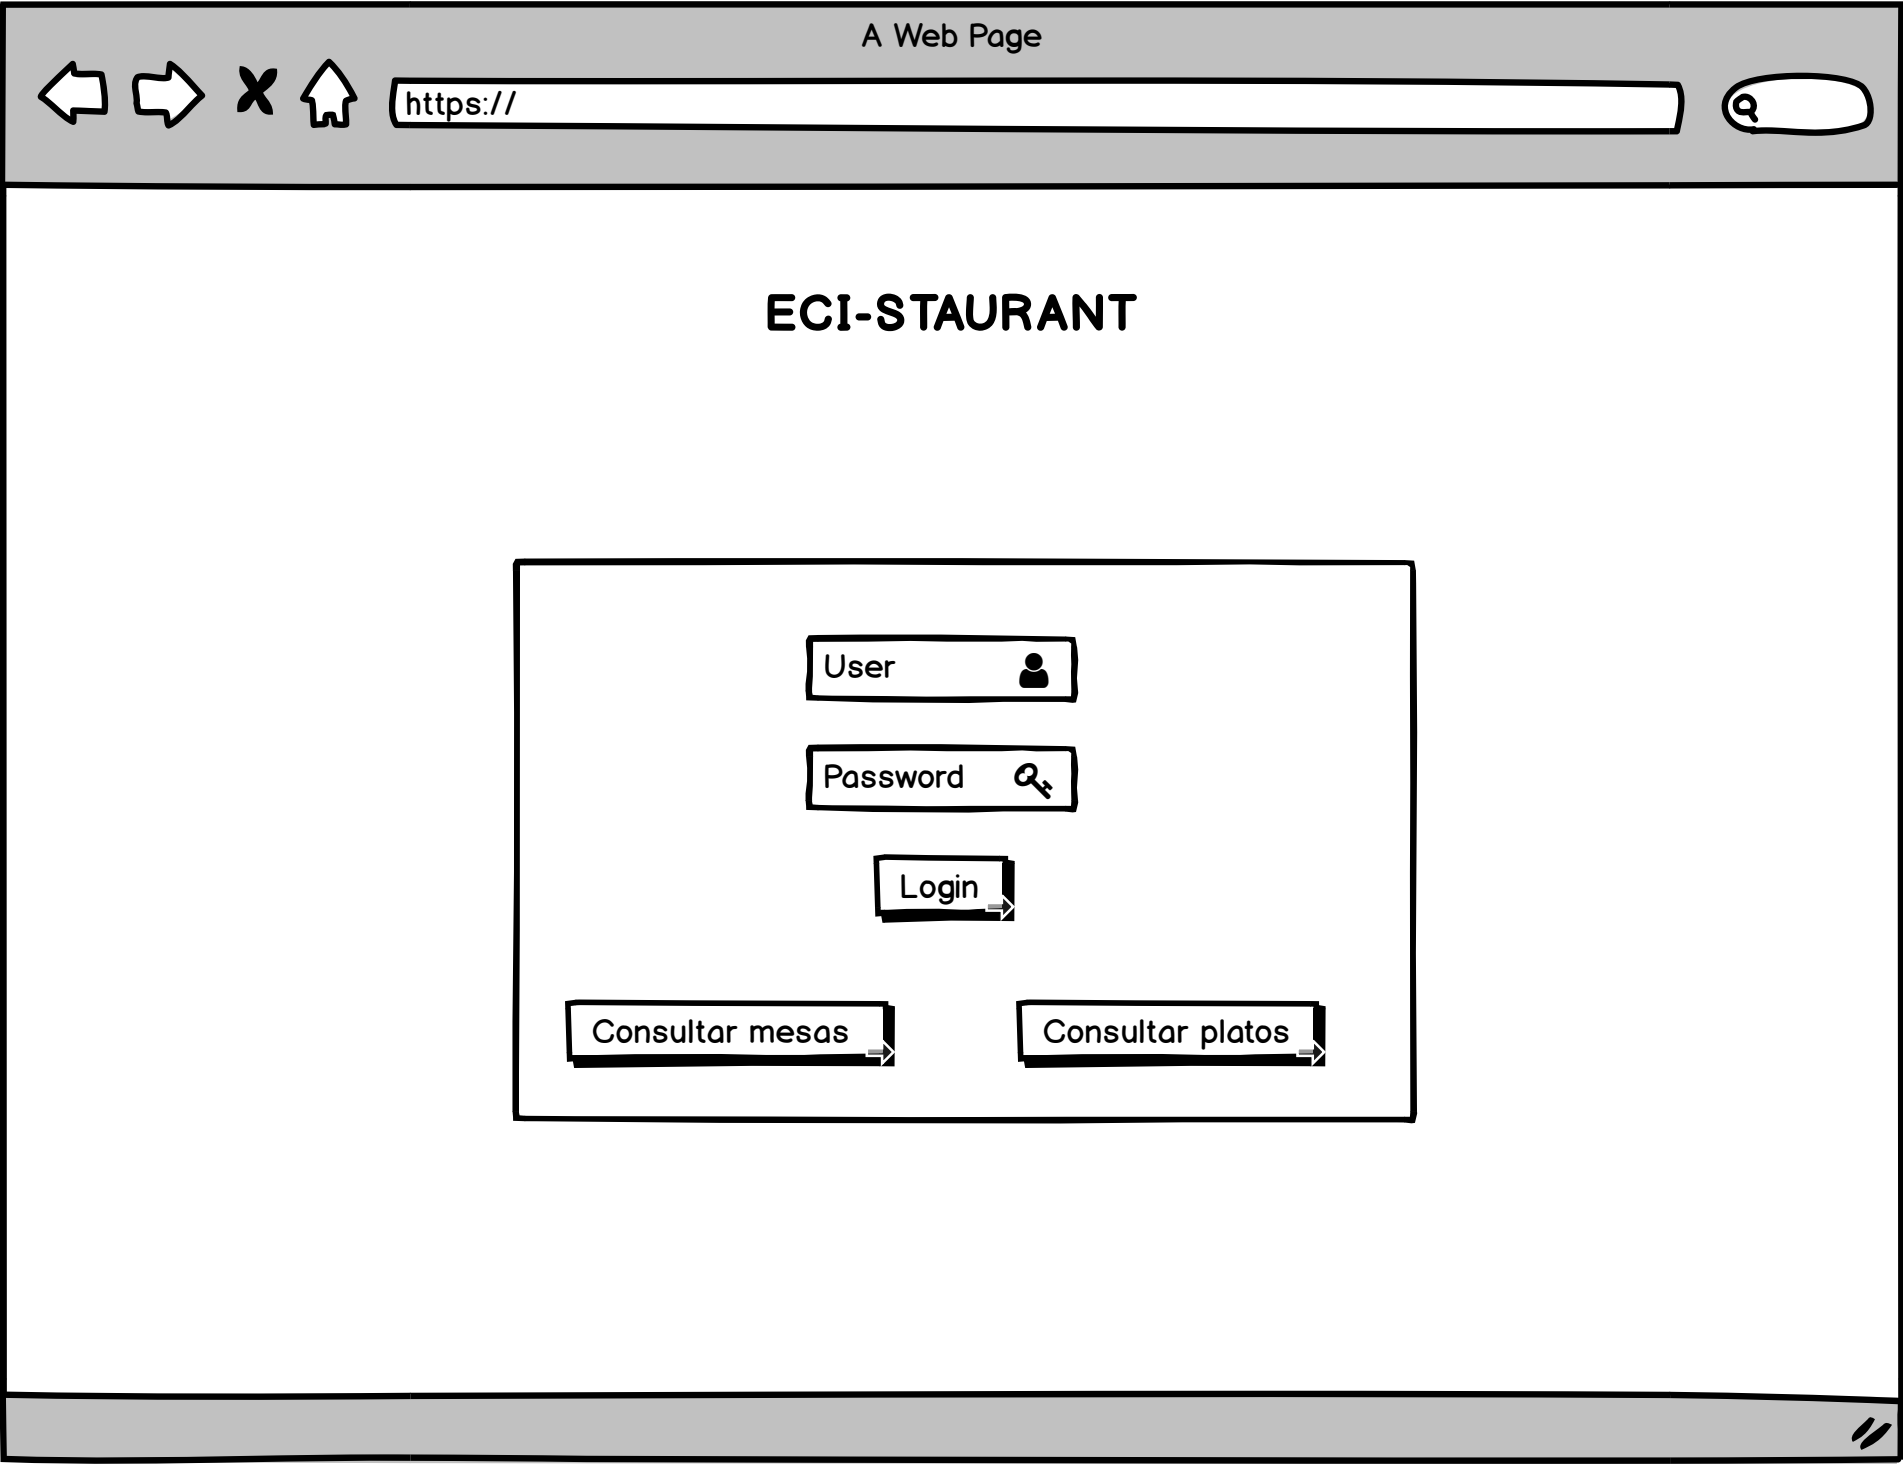 A Web Page
https://
ECI-STAURANT
User
Password
Login
Consultar mesas
Consultar platos